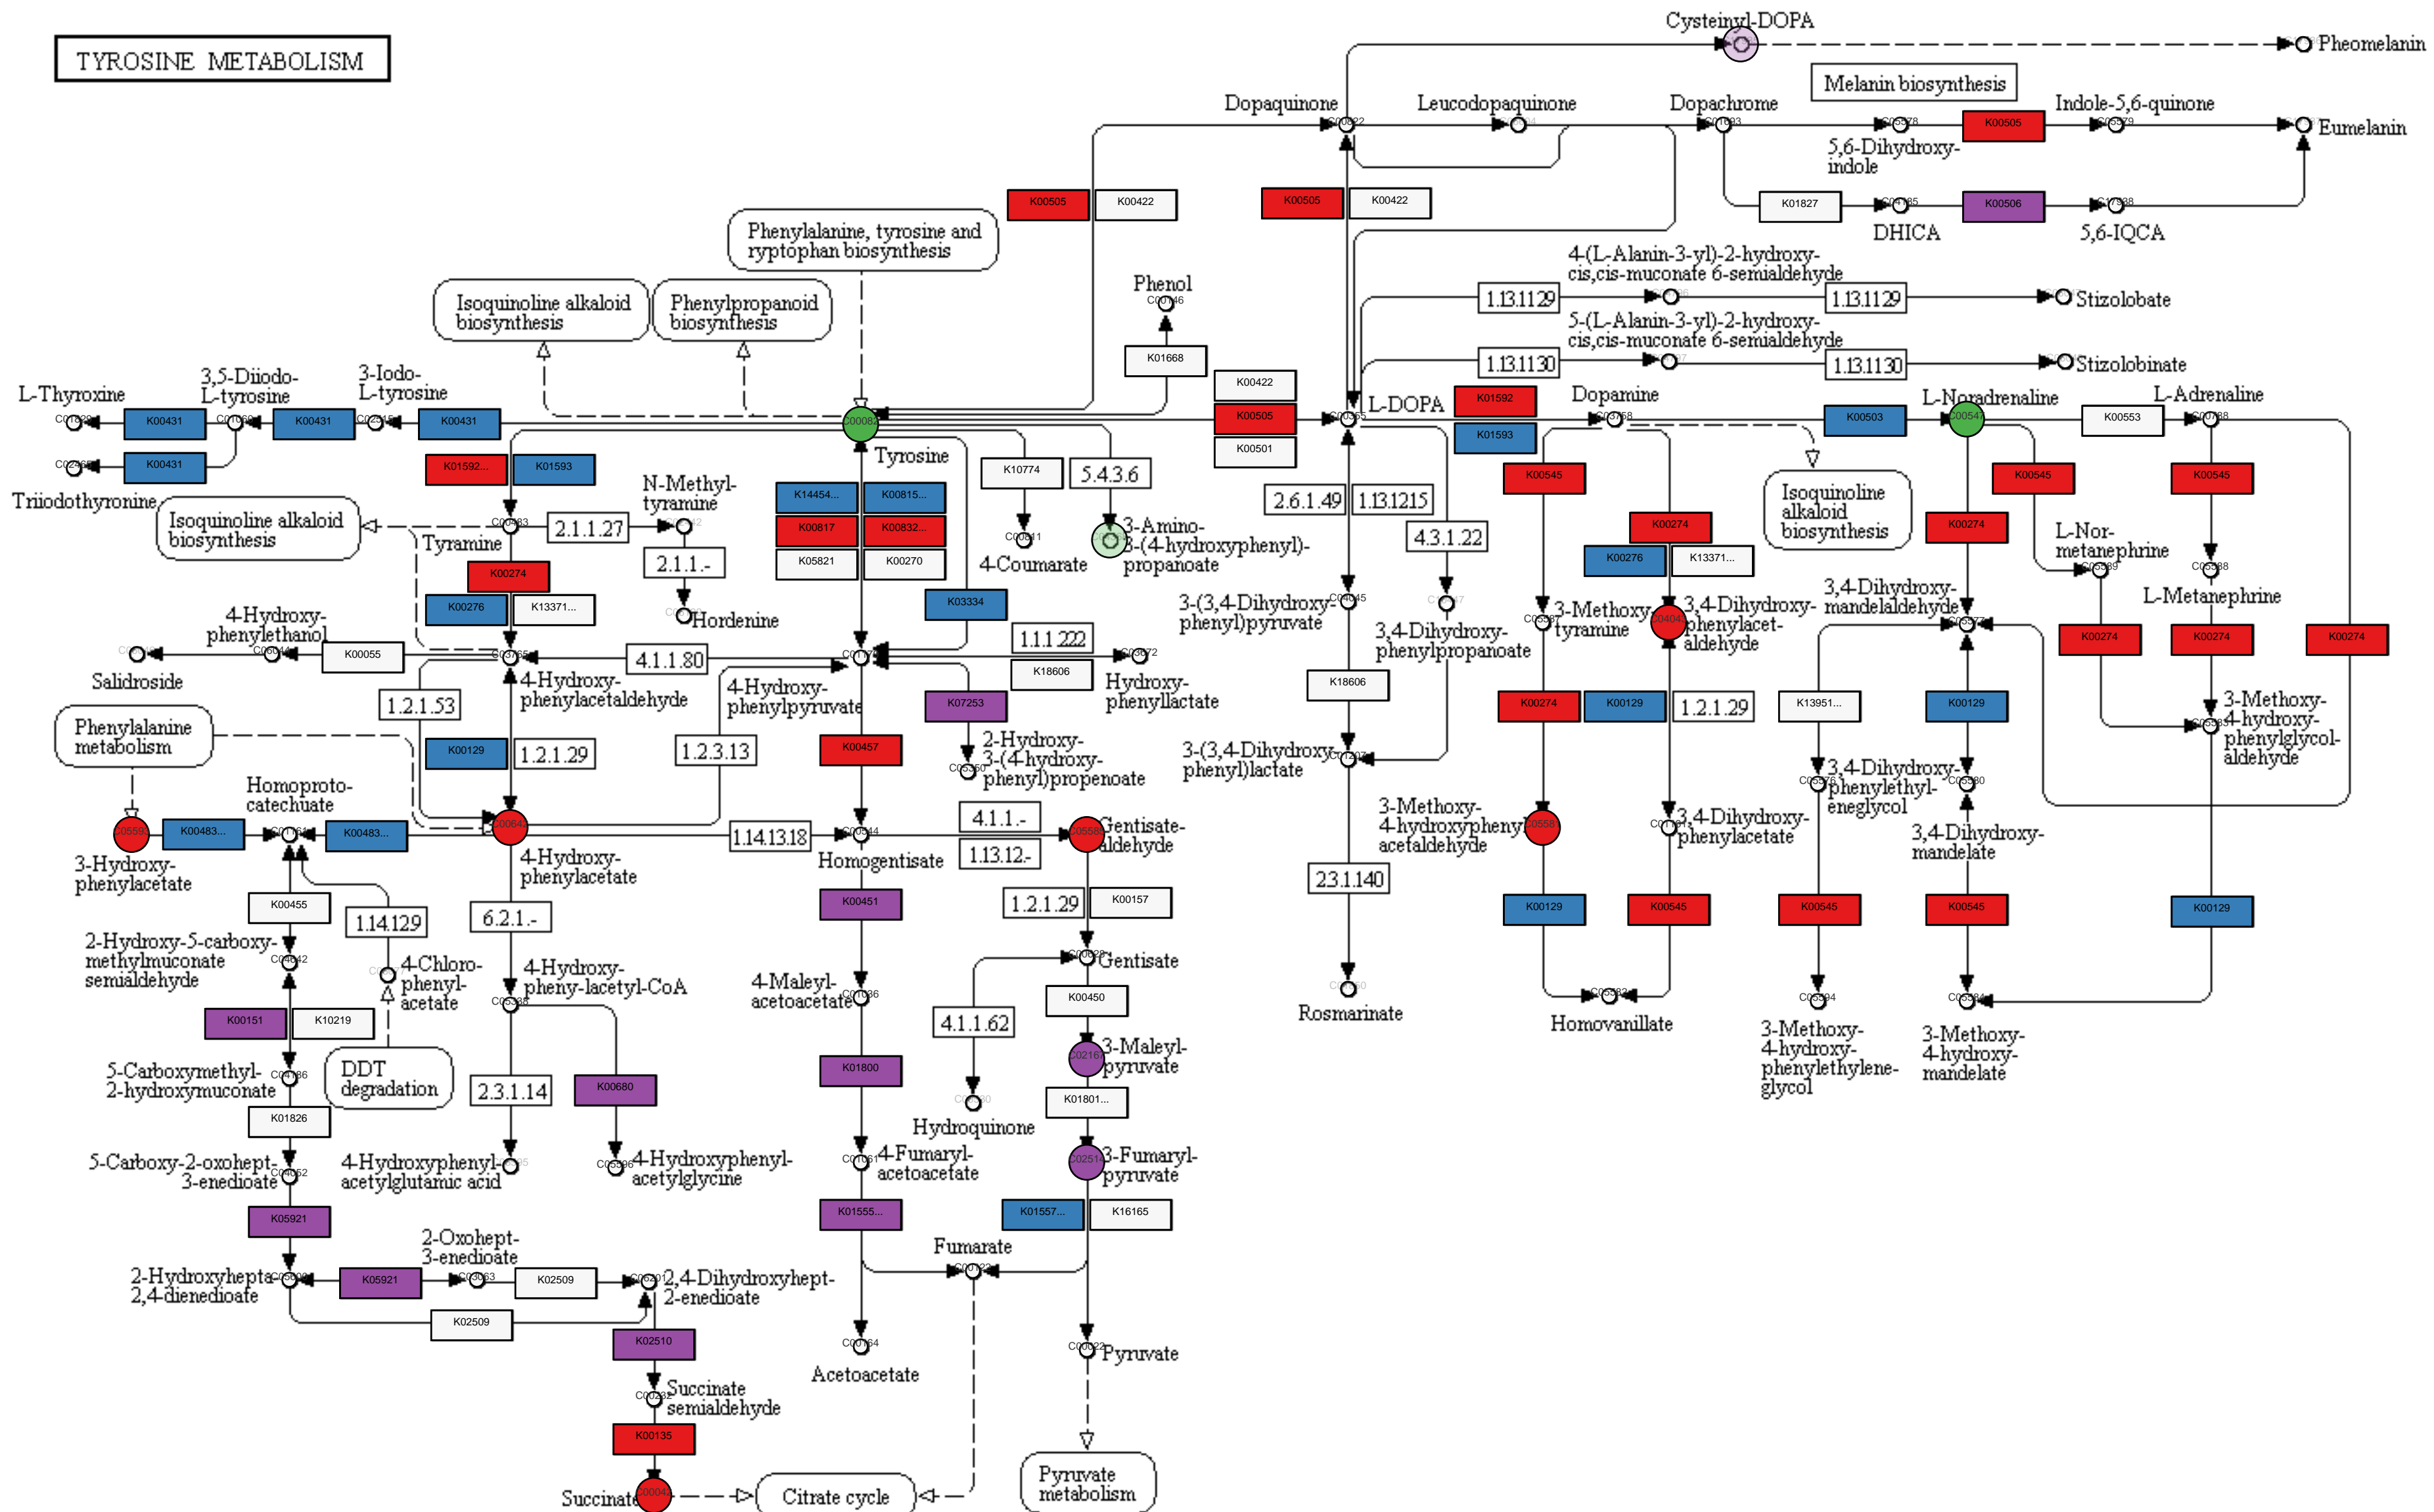 TYROSINE METABOLISM
Cysteinyl-DOPA
Pheomelanin
Melanin biosynthesis
Dopaquinone
Leucodopaquinone
Dopachrome
Indole-5,6-quinone
K00505
Eumelanin
5,6-Dihydroxy-
indole
K00505
K00422
K00505
K00422
K01827
K00506
DHICA
5,6-IQCA
Phenylalanine, tyrosine and
ryptophan biosynthesis
Isoquinoline alkaloid
biosynthesis
Phenylpropanoid
biosynthesis
Phenol
C00146
K01668
4-(L-Alanin-3-yl)-2-hydroxy-
cis,cis-muconate 6-semialdehyde
1.13.1129
1.13.1129
Stizolobate
5-(L-Alanin-3-yl)-2-hydroxy-
cis,cis-muconate 6-semialdehyde
1.13.1130
1.13.1130
Stizolobinate
L-Thyroxine
3,5-Diiodo-
L-tyrosine
3-Iodo-
L-tyrosine
K00431
K00431
K00431
K00431
Triiodothyronine
C00082
Tyrosine
K00422
K00505
K00501
L-DOPA
K01592
K01593
Dopamine
K00503
L-Noradrenaline
C00547
K00553
L-Adrenaline
K01592...
K01593
Isoquinoline alkaloid
biosynthesis
C00483
Tyramine
2.1.1.27
N-Methyl-
tyramine
2.1.1.-
Hordenine
K14454...
K00815...
K00817
K00832...
K05821
K00270
K10774
5.4.3.6
C00811
4-Coumarate
3-Amino-
3-(4-hydroxyphenyl)-
propanoate
2.6.1.49
1.13.1215
4.3.1.22
K00545
K00274
K00276
K13371...
Isoquinoline
alkaloid
biosynthesis
K00545
K00545
K00274
L-Nor-
metanephrine
L-Metanephrine
K00274
K00276
K13371...
K03334
4-Hydroxy-
phenylethanol
K00055
Salidroside
4-Hydroxy-
phenylacetaldehyde
4.1.1.80
4-Hydroxy-
phenylpyruvate
1.1.1.222
K18606
Hydroxy-
phenyllactate
K07253
2-Hydroxy-
3-(4-hydroxy-
phenyl)propenoate
3-(3,4-Dihydroxy-
phenyl)pyruvate
3,4-Dihydroxy-
phenylpropanoate
K18606
3-(3,4-Dihydroxy
phenyl)lactate
3-Methoxy-
tyramine
3,4-Dihydroxy-
phenylacet-
aldehyde
3,4-Dihydroxy-
mandelaldehyde
K00274
K00274
K00274
K00274
K00129
1.2.1.29
K13951...
K00129
3-Methoxy-
4-hydroxy-
phenylglycol-
aldehyde
Phenylalanine
metabolism
1.2.1.53
K00129
1.2.1.29
1.2.3.13
K00457
Homoproto-
catechuate
K00483...
K00483...
3-Hydroxy-
phenylacetate
4-Hydroxy-
phenylacetate
1.14.13.18
Homogentisate
4.1.1.-
1.13.12.-
Gentisate-
aldehyde
3-Methoxy-
4-hydroxyphenyl
acetaldehyde
3,4-Dihydroxy-
phenylacetate
3,4-Dihydroxy-
phenylethyl-
eneglycol
3,4-Dihydroxy-
mandelate
K00455
1.14.129
6.2.1.-
K00451
1.2.1.29
K00157
2.3.1.140
K00129
K00545
K00545
K00545
K00129
2-Hydroxy-5-carboxy-
methylmuconate
semialdehyde
4-Chloro-
phenyl-
acetate
4-Hydroxy-
pheny-lacetyl-CoA
4-Maleyl-
acetoacetate
Gentisate
K00450
4.1.1.62
Rosmarinate
Homovanillate
3-Methoxy-
4-hydroxy-
phenylethylene-
glycol
3-Methoxy-
4-hydroxy-
mandelate
K00151
K10219
DDT
degradation
5-Carboxymethyl-
2-hydroxymuconate
2.3.1.14
K00680
K01800
C02167
3-Maleyl-
pyruvate
K01801...
Hydroquinone
K01826
5-Carboxy-2-oxohept-
3-enedioate
4-Hydroxyphenyl-
acetylglutamic acid
4-Hydroxyphenyl-
acetylglycine
4-Fumaryl-
acetoacetate
C02514
3-Fumaryl-
pyruvate
K05921
K01555...
K01557...
K16165
Fumarate
2-Hydroxyhepta-
2,4-dienedioate
K05921
2-Oxohept-
3-enedioate
K02509
2,4-Dihydroxyhept-
2-enedioate
K02509
K02510
Acetoacetate
Pyruvate
Succinate
semialdehyde
K00135
Succinate
C00042
Citrate cycle
Pyruvate
metabolism